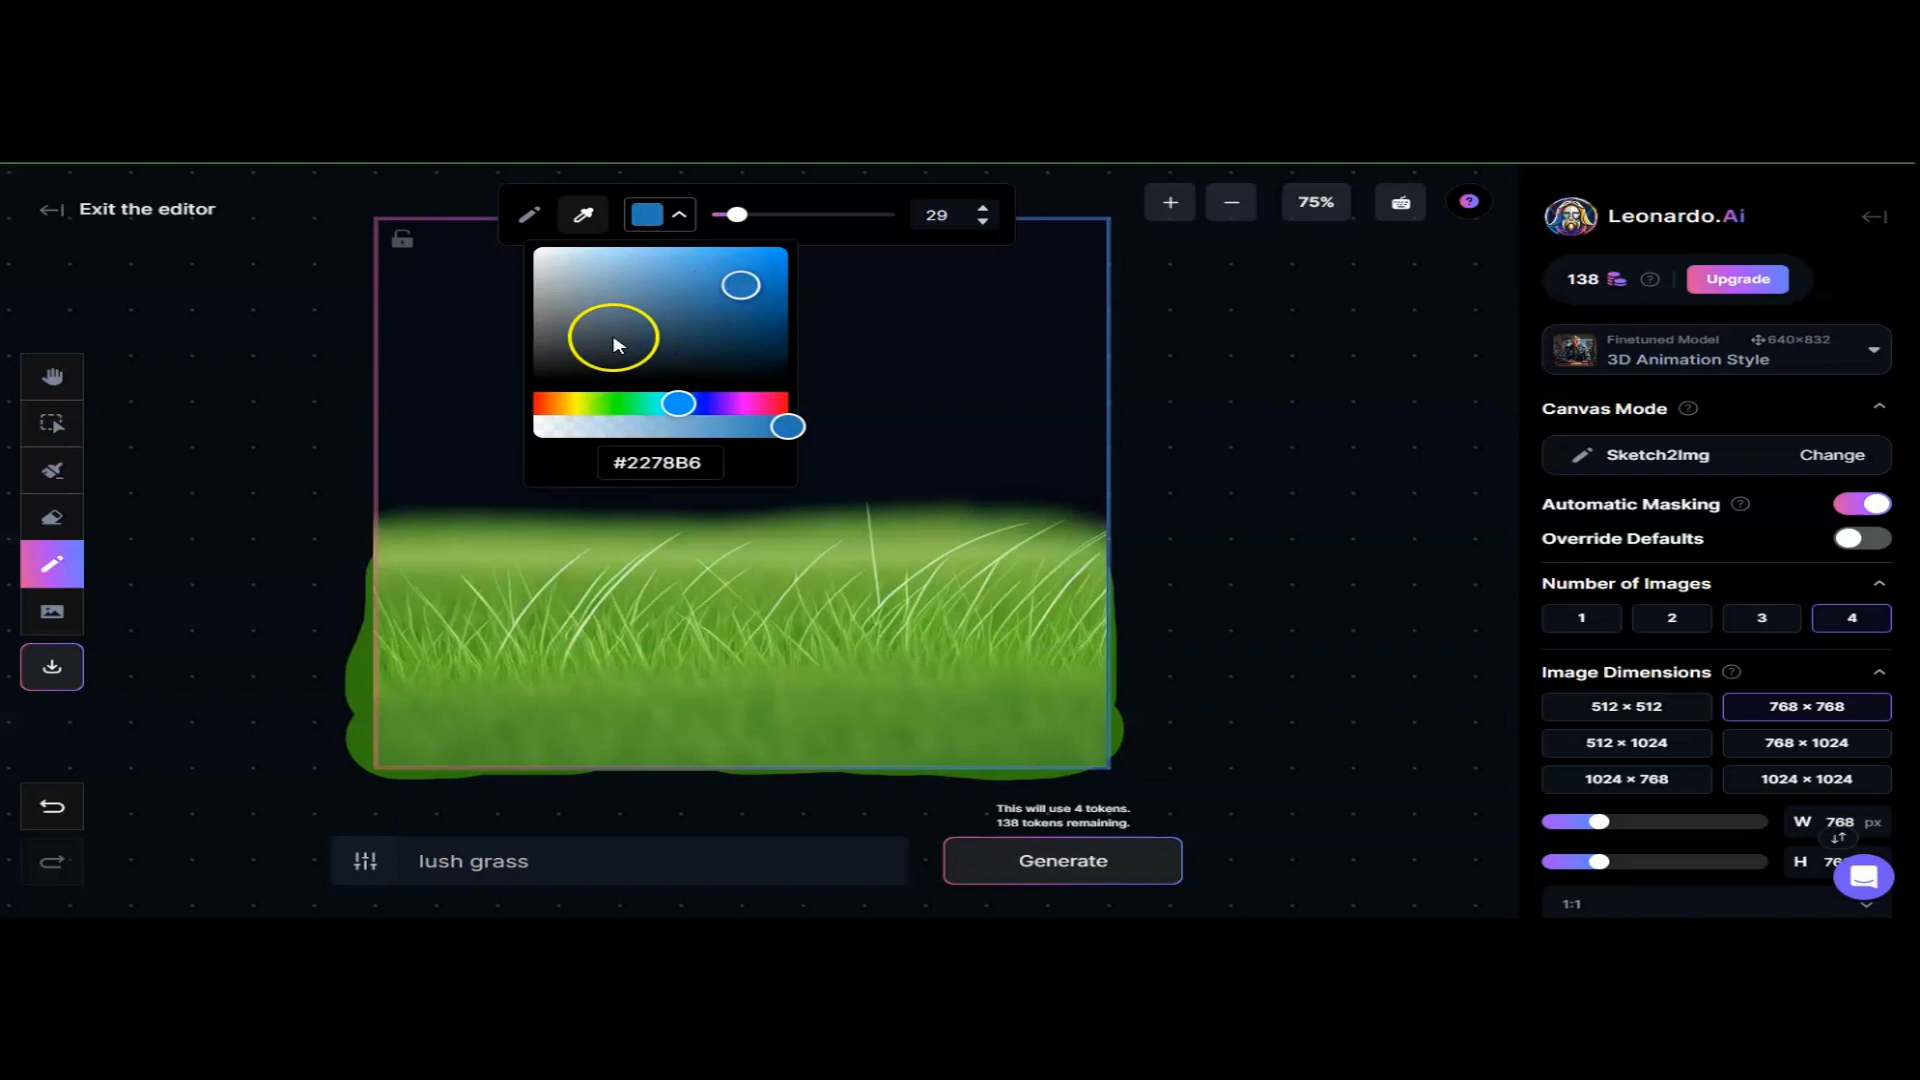 Exit the editor
29
75%
?
Leonardo.Ai
138
?
Upgrade
Finetuned Model
640×832
3D Animation Style
#2278B6
Canvas Mode ?
Sketch2Img
Change
Automatic Masking ?
Override Defaults
Number of Images
1
2
3
4
Image Dimensions ?
512 × 512
768 × 768
512 × 1024
768 × 1024
1024 × 768
1024 × 1024
This will use 4 tokens.
138 tokens remaining.
W 768 px
H 76
lush grass
Generate
1:1